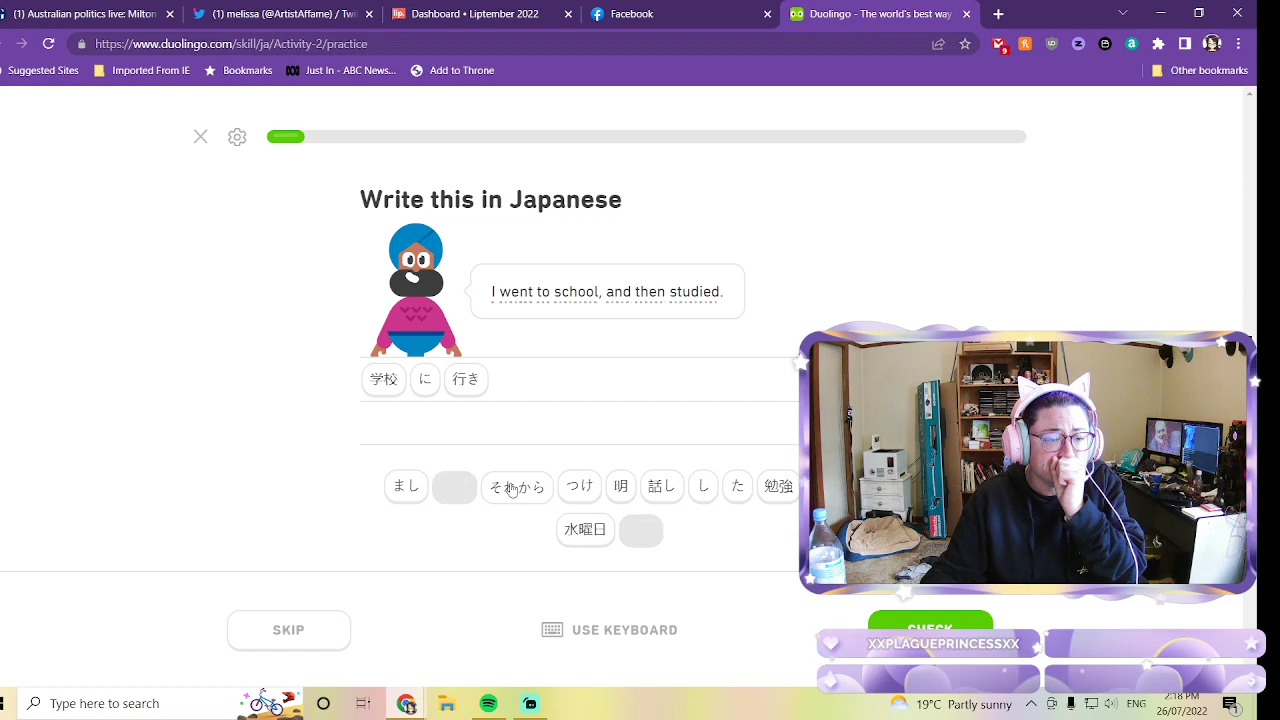 Australian politics live: Milton
melissa (@AskistAffamy) / Twi
lip. Dashboard • Liptember 2022
Facebook
Duolingo - The world's best way
https://www.duolingo.com/skill/ja/Activity-2/practice
9
Suggested Sites
Imported From IE
Bookmarks
Just In - ABC News...
Add to Throne
Other bookmarks
Write this in Japanese
I went to school, and then studied.
学校 に 行き
まし それから つけ 明 話し し た 勉強
水曜日
SKIP
USE KEYBOARD
CHECK
XXPLAGUEPRINCESSXX
Type here to search
19°C Partly sunny
ENG
2:18 PM
26/07/2022
1